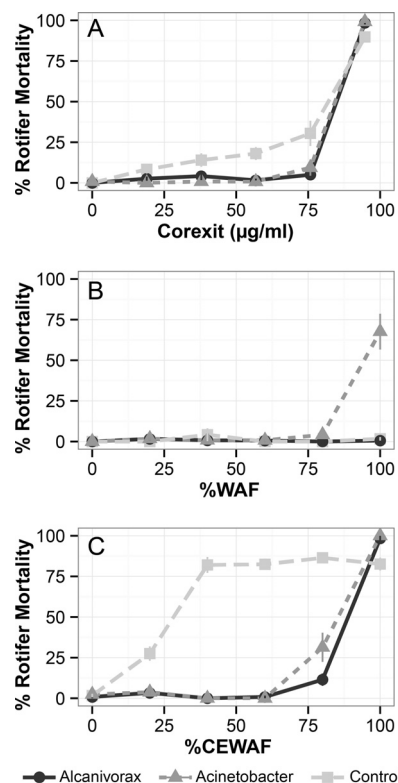 A
100
75
50
25
0
% Rotifer Mortality
0 25 50 75 100
Corexit (µg/ml)
B
100
75
50
25
0
% Rotifer Mortality
0 25 50 75 100
%WAF
C
100
75
50
25
0
% Rotifer Mortality
0 25 50 75 100
%CEWAF
Alcanivorax Acinetobacter Contro